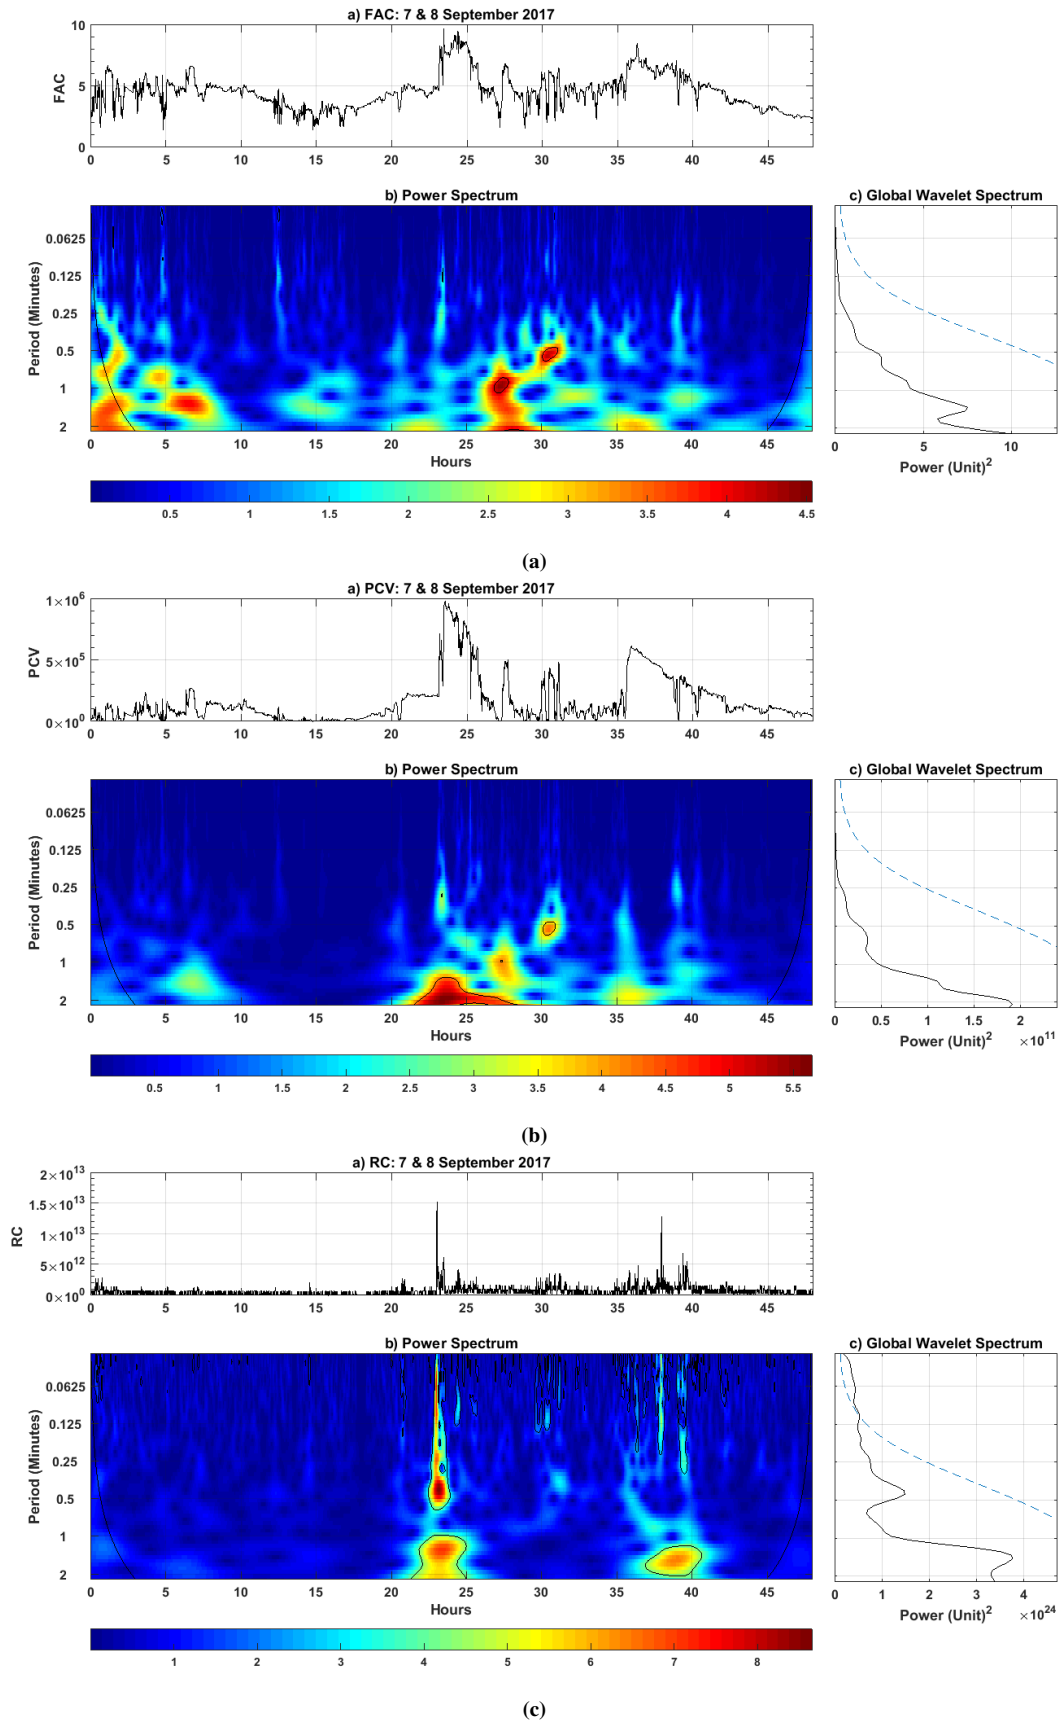 a) FAC: 7 & 8 September 2017
FAC
10
5
0
0 5 10 15 20 25 30 35 40 45
b) Power Spectrum
c) Global Wavelet Spectrum
Period (Minutes)
0.0625
0.125
0.25
0.5
1
2
0 5 10 15 20 25 30 35 40 45
Hours
0 5 10
Power (Unit)²
0.5 1 1.5 2 2.5 3 3.5 4 4.5
(a)
a) PCV: 7 & 8 September 2017
PCV
1×10⁶
5×10⁵
0×10⁰
0 5 10 15 20 25 30 35 40 45
b) Power Spectrum
c) Global Wavelet Spectrum
Period (Minutes)
0.0625
0.125
0.25
0.5
1
2
0 5 10 15 20 25 30 35 40 45
Hours
0 0.5 1 1.5 2
Power (Unit)² ×10¹¹
0.5 1 1.5 2 2.5 3 3.5 4 4.5 5 5.5
(b)
a) RC: 7 & 8 September 2017
RC
2×10¹³
1.5×10¹³
1×10¹³
5×10¹²
0×10⁰
0 5 10 15 20 25 30 35 40 45
b) Power Spectrum
c) Global Wavelet Spectrum
Period (Minutes)
0.0625
0.125
0.25
0.5
1
2
0 5 10 15 20 25 30 35 40 45
Hours
0 1 2 3 4
Power (Unit)² ×10²⁴
1 2 3 4 5 6 7 8
(c)